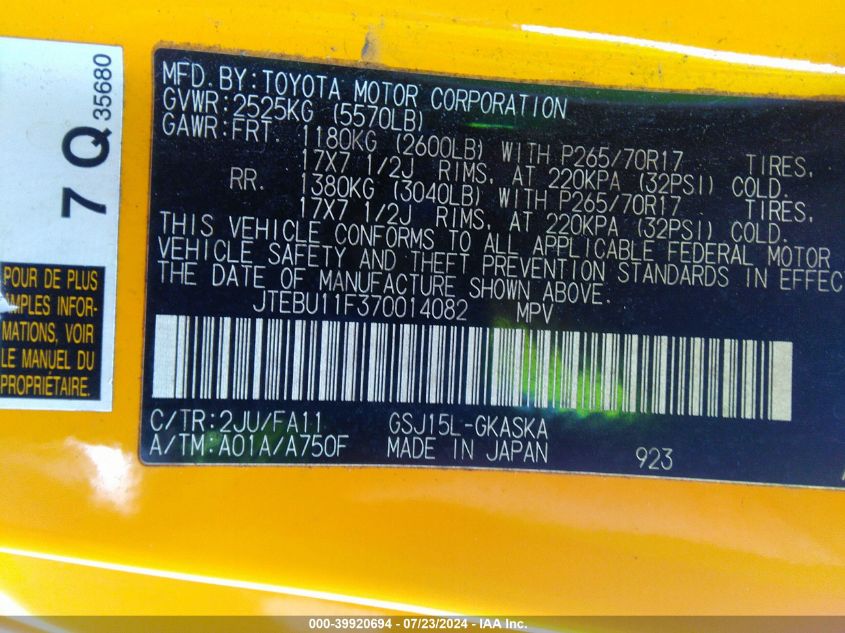 7 Q 35680
POUR DE PLUS
MPLES INFOR-
MATIONS, VOIR
LE MANUEL DU
PROPRIÉTAIRE.
MFD. BY: TOYOTA MOTOR CORPORATION
GVWR: 2525KG (5570LB)
GAWR: FRT. 1180KG (2600LB) WITH P265/70R17 TIRES,
17X7 1/2J RIMS, AT 220KPA (32PSI) COLD.
RR. 1380KG (3040LB) WITH P265/70R17 TIRES,
17X7 1/2J RIMS, AT 220KPA (32PSI) COLD.
THIS VEHICLE CONFORMS TO ALL APPLICABLE FEDERAL MOTOR
VEHICLE SAFETY AND THEFT PREVENTION STANDARDS IN EFFEC
THE DATE OF MANUFACTURE SHOWN ABOVE.
JTEBU11F370014082 MPV
C/TR: 2JU/FA11 GSJ15L-GKASKA
A/TM: A01A/A750F MADE IN JAPAN 923
000-39920694 - 07/23/2024 - IAA Inc.